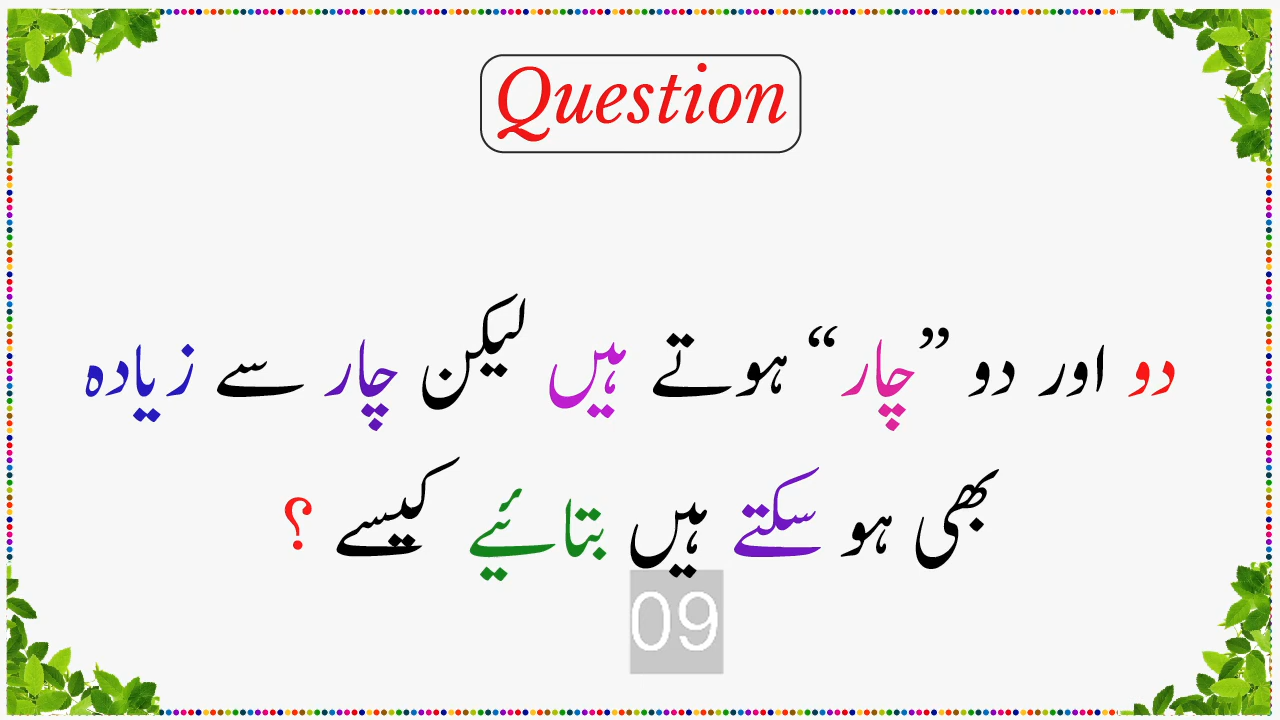 Question
دو اور دو ”چار“ ہوتے ہیں لیکن چار سے زیادہ
بھی ہو سکتے ہیں بتائیے کیسے ؟
09